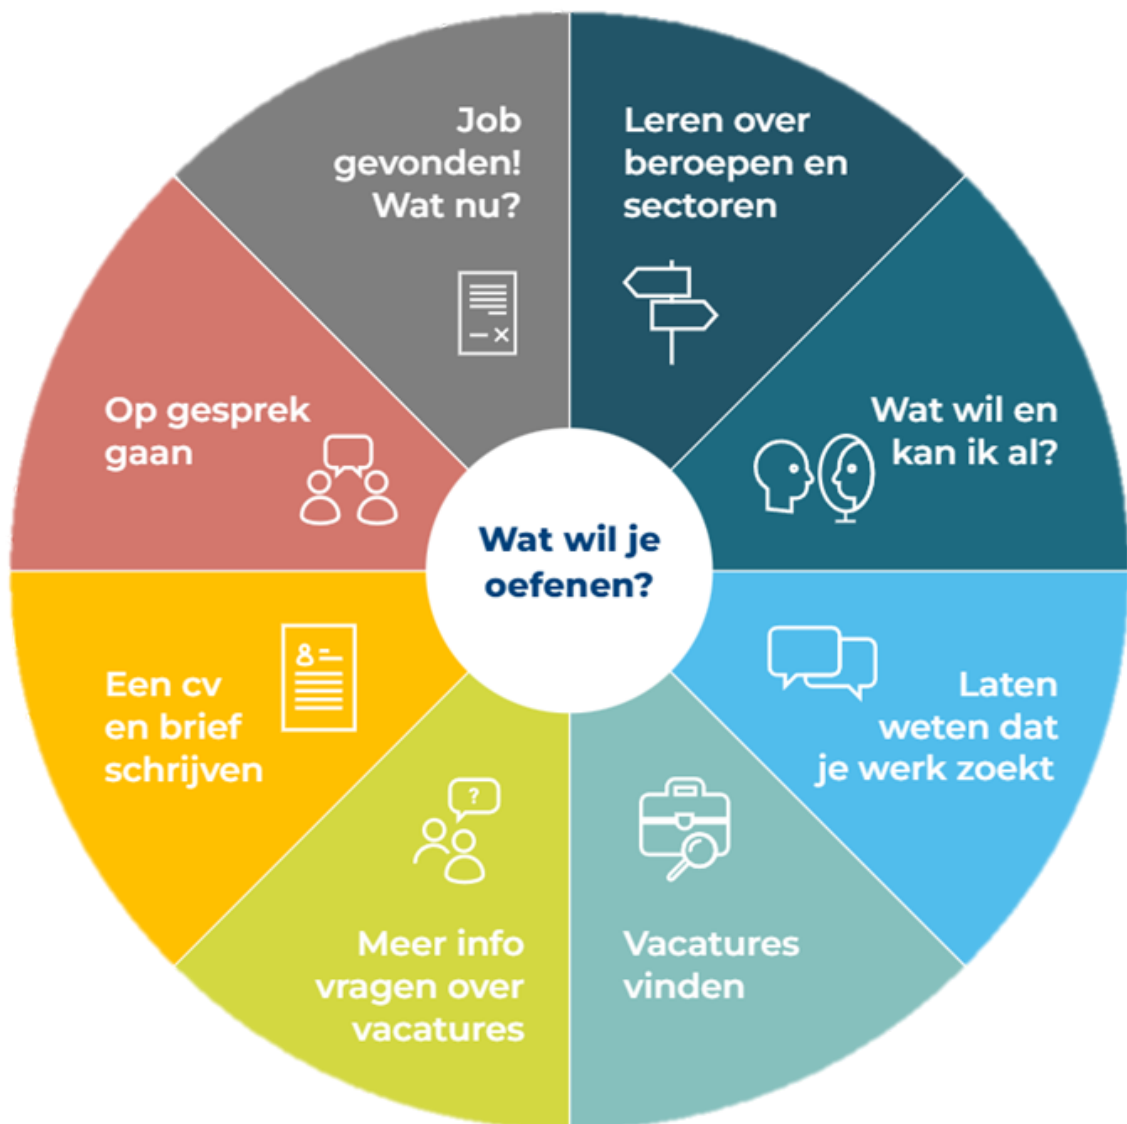 Job
gevonden!
Wat nu?
Leren over
beroepen en
sectoren
Wat wil en
kan ik al?
Laten
weten dat
je werk zoekt
Vacatures
vinden
Meer info
vragen over
vacatures
?
Een cv
en brief
schrijven
Op gesprek
gaan
Wat wil je
oefenen?